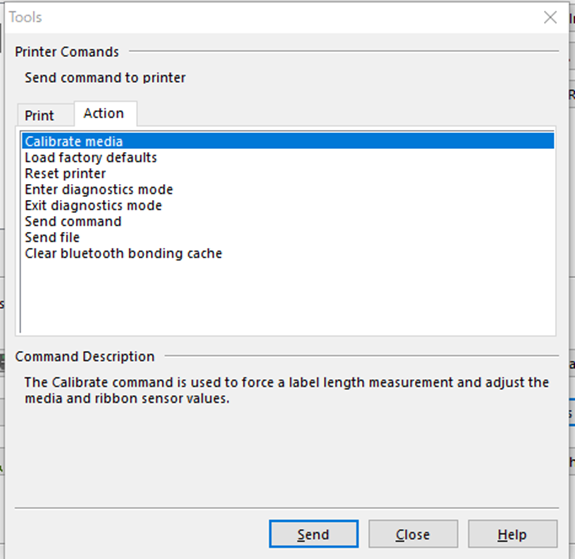 Tools
Printer Comands
Send command to printer
Print
Action
Calibrate media
Load factory defaults
Reset printer
Enter diagnostics mode
Exit diagnostics mode
Send command
Send file
Clear bluetooth bonding cache
Command Description
The Calibrate command is used to force a label length measurement and adjust the
media and ribbon sensor values.
Send
Close
Help